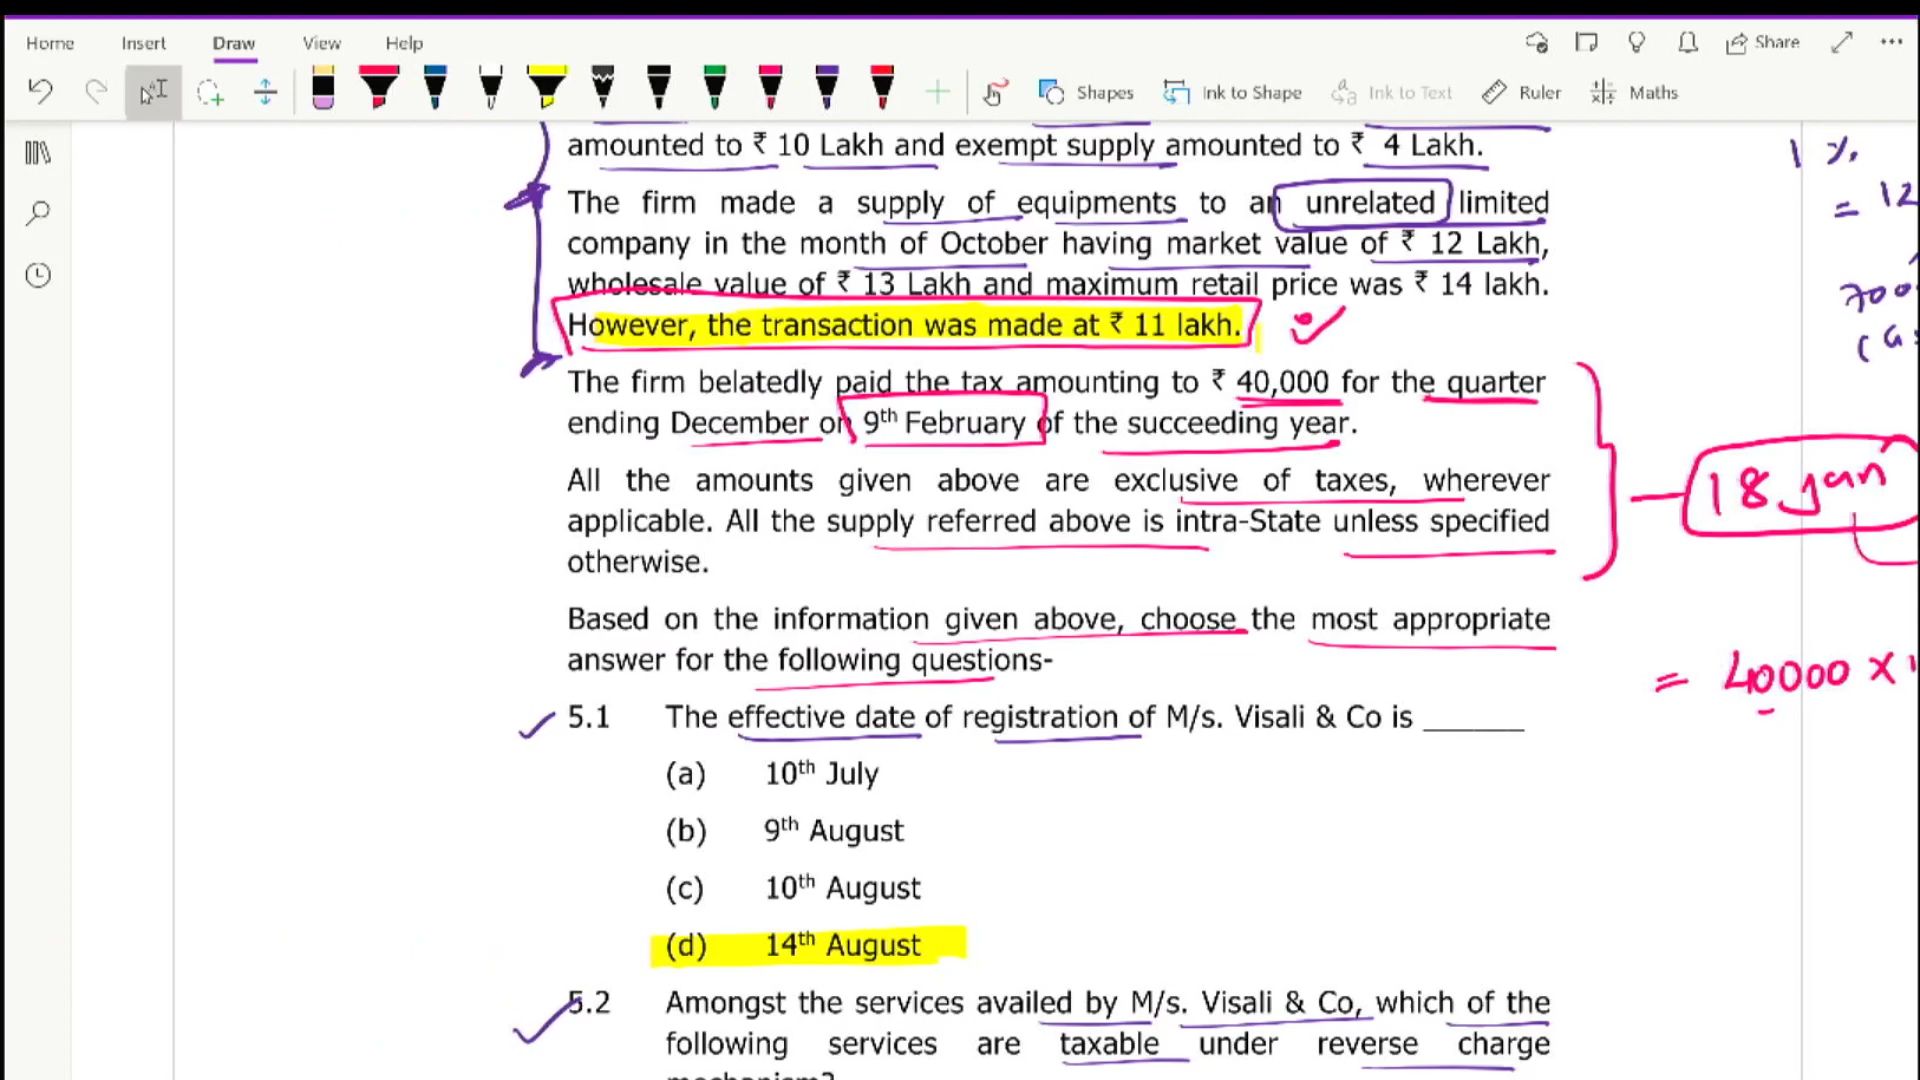 Home Insert Draw View Help Share
Shapes Ink to Shape Ink to Text Ruler Maths
amounted to ₹ 10 Lakh and exempt supply amounted to ₹ 4 Lakh.
1 %.
The firm made a supply of equipments to an unrelated limited
= 12
company in the month of October having market value of ₹ 12 Lakh,
wholesale value of ₹ 13 Lakh and maximum retail price was ₹ 14 lakh.
However, the transaction was made at ₹ 11 lakh.
The firm belatedly paid the tax amounting to ₹ 40,000 for the quarter
ending December on 9th February of the succeeding year.
All the amounts given above are exclusive of taxes, wherever
18 Jan
applicable. All the supply referred above is intra-State unless specified
otherwise.
Based on the information given above, choose the most appropriate
answer for the following questions-
= 40000 ×
5.1 The effective date of registration of M/s. Visali & Co is ______
(a) 10th July
(b) 9th August
(c) 10th August
(d) 14th August
5.2 Amongst the services availed by M/s. Visali & Co, which of the
following services are taxable under reverse charge
mechanism?